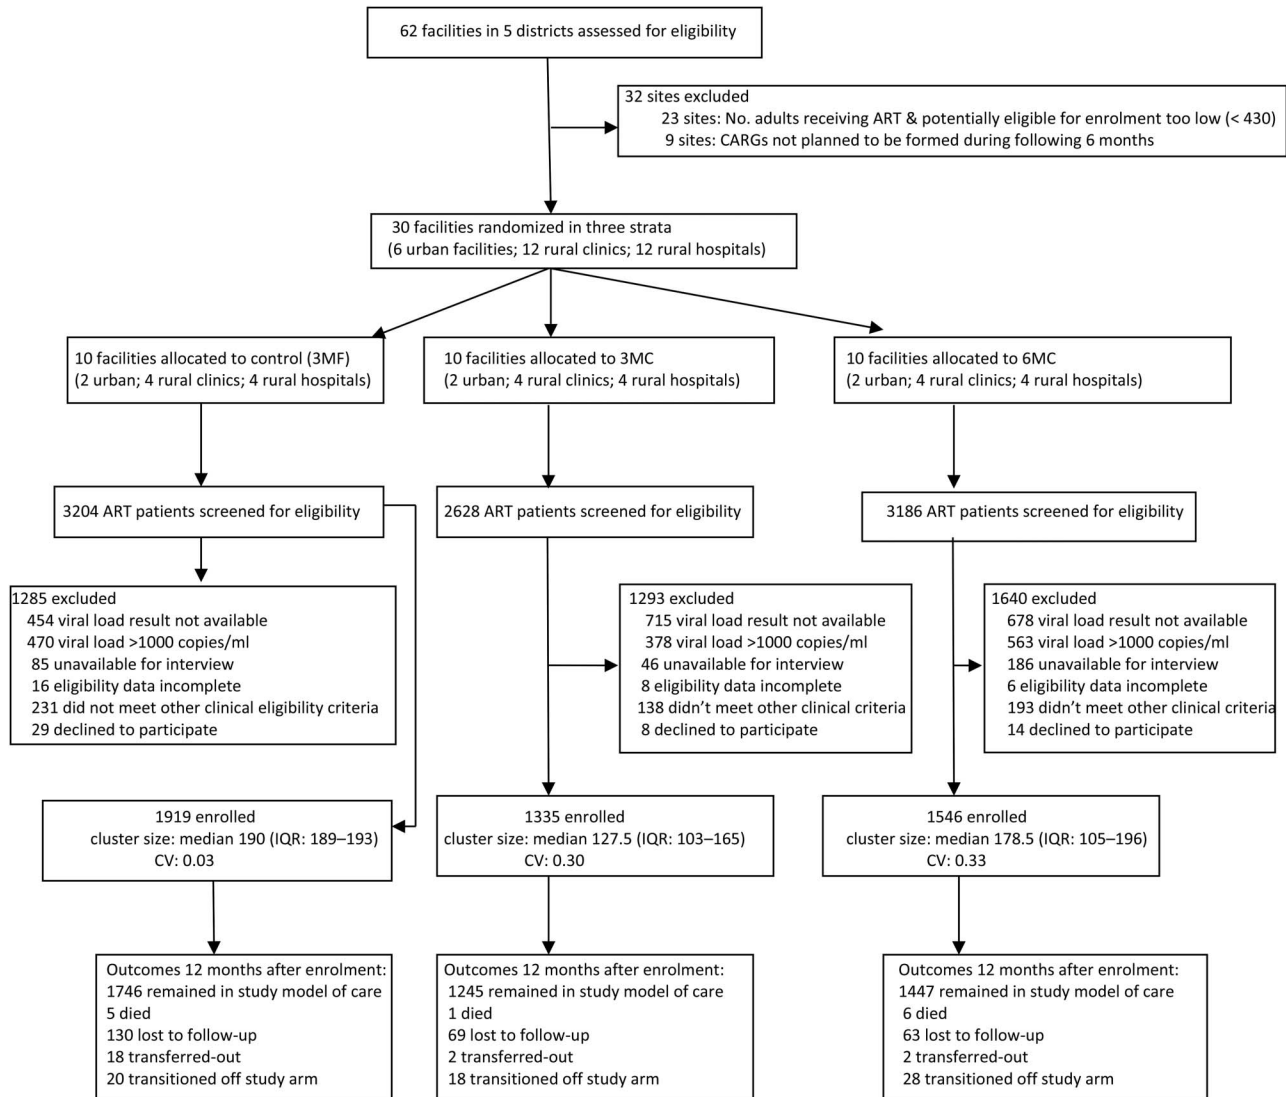 62 facilities in 5 districts assessed for eligibility
32 sites excluded
23 sites: No. adults receiving ART & potentially eligible for enrolment too low (< 430)
9 sites: CARGs not planned to be formed during following 6 months
30 facilities randomized in three strata
(6 urban facilities; 12 rural clinics; 12 rural hospitals)
10 facilities allocated to control (3MF)
(2 urban; 4 rural clinics; 4 rural hospitals)
10 facilities allocated to 3MC
(2 urban; 4 rural clinics; 4 rural hospitals)
10 facilities allocated to 6MC
(2 urban; 4 rural clinics; 4 rural hospitals)
3204 ART patients screened for eligibility
2628 ART patients screened for eligibility
3186 ART patients screened for eligibility
1285 excluded
454 viral load result not available
470 viral load >1000 copies/ml
85 unavailable for interview
16 eligibility data incomplete
231 did not meet other clinical eligibility criteria
29 declined to participate
1293 excluded
715 viral load result not available
378 viral load >1000 copies/ml
46 unavailable for interview
8 eligibility data incomplete
138 didn’t meet other clinical criteria
8 declined to participate
1640 excluded
678 viral load result not available
563 viral load >1000 copies/ml
186 unavailable for interview
6 eligibility data incomplete
193 didn’t meet other clinical criteria
14 declined to participate
1919 enrolled
cluster size: median 190 (IQR: 189–193)
CV: 0.03
1335 enrolled
cluster size: median 127.5 (IQR: 103–165)
CV: 0.30
1546 enrolled
cluster size: median 178.5 (IQR: 105–196)
CV: 0.33
Outcomes 12 months after enrolment:
1746 remained in study model of care
5 died
130 lost to follow-up
18 transferred-out
20 transitioned off study arm
Outcomes 12 months after enrolment:
1245 remained in study model of care
1 died
69 lost to follow-up
2 transferred-out
18 transitioned off study arm
Outcomes 12 months after enrolment:
1447 remained in study model of care
6 died
63 lost to follow-up
2 transferred-out
28 transitioned off study arm